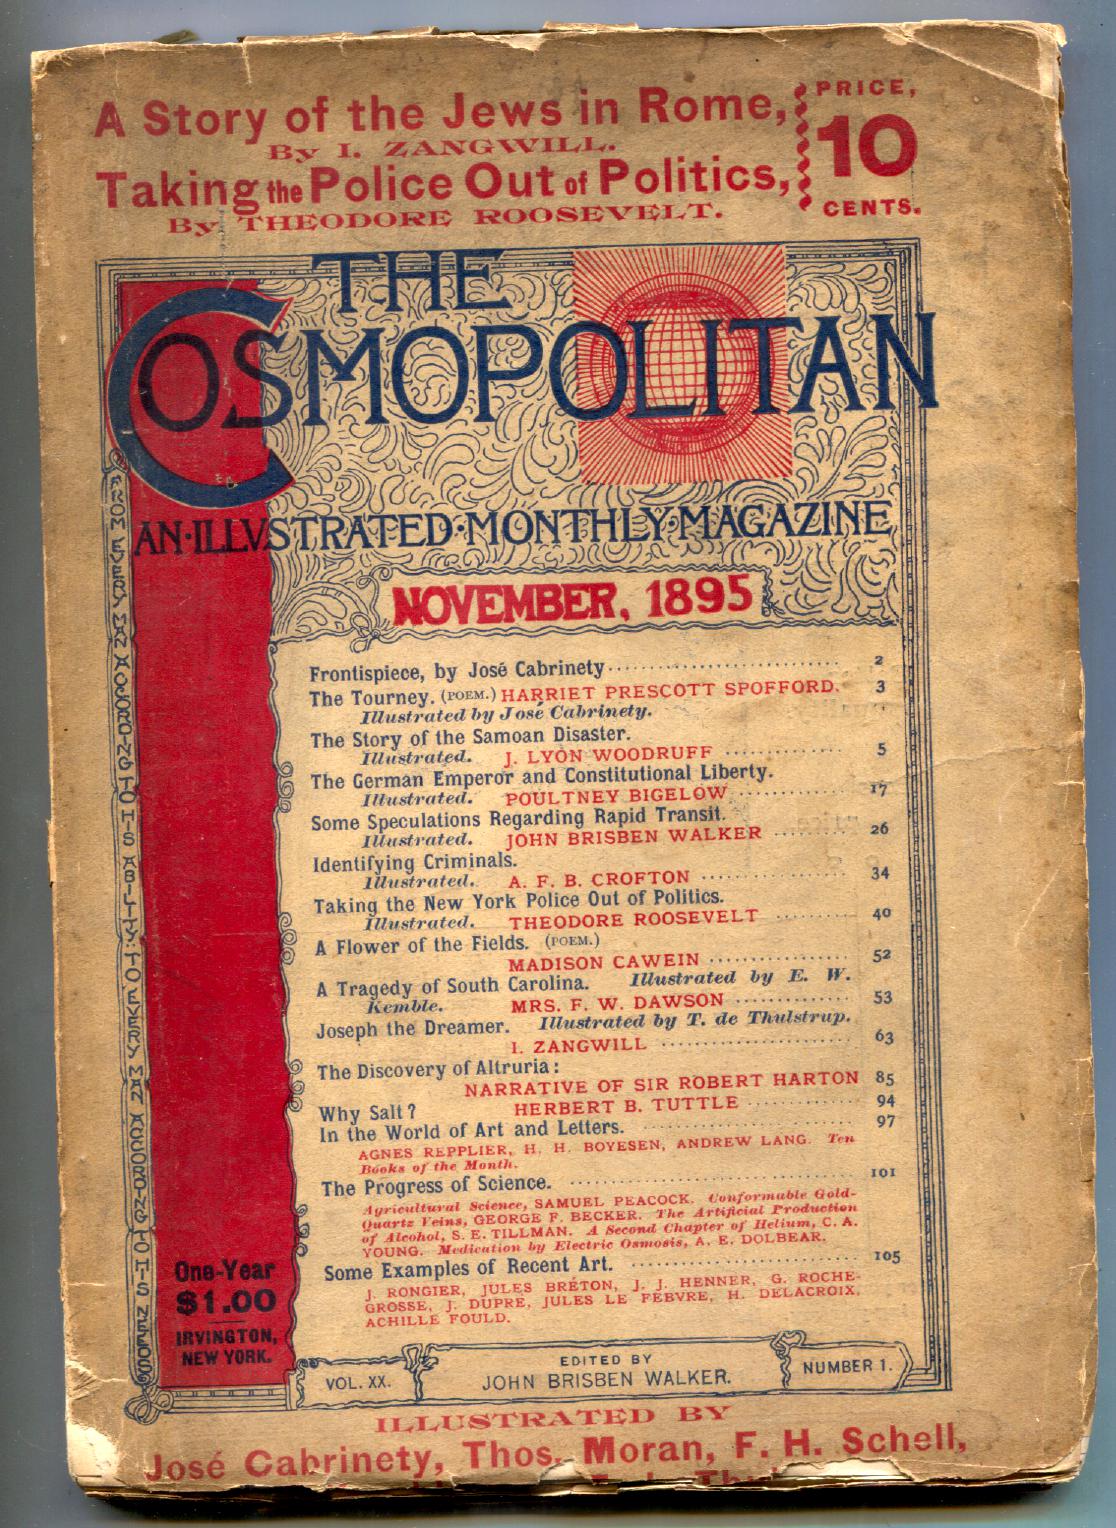 A Story of the Jews in Rome,
By I. ZANGWILL.
Taking the Police Out of Politics,
By THEODORE ROOSEVELT.
PRICE,
10
CENTS.
THE
COSMOPOLITAN
AN·ILLVSTRATED·MONTHLY·MAGAZINE
FROM EVERY MAN ACCORDING TO HIS ABILITY: TO EVERY MAN ACCORDING TO HIS NEEDS
NOVEMBER, 1895
Frontispiece, by José Cabrinety 2
The Tourney. (POEM.) HARRIET PRESCOTT SPOFFORD. 3
Illustrated by José Cabrinety.
The Story of the Samoan Disaster.
Illustrated. J. LYON WOODRUFF 5
The German Emperor and Constitutional Liberty.
Illustrated. POULTNEY BIGELOW 17
Some Speculations Regarding Rapid Transit.
Illustrated. JOHN BRISBEN WALKER 26
Identifying Criminals.
Illustrated. A. F. B. CROFTON 34
Taking the New York Police Out of Politics.
Illustrated. THEODORE ROOSEVELT 40
A Flower of the Fields. (POEM.)
MADISON CAWEIN 52
A Tragedy of South Carolina. Illustrated by E. W.
Kemble. MRS. F. W. DAWSON 53
Joseph the Dreamer. Illustrated by T. de Thulstrup.
I. ZANGWILL 63
The Discovery of Altruria:
NARRATIVE OF SIR ROBERT HARTON 85
Why Salt? HERBERT B. TUTTLE 94
In the World of Art and Letters. 97
AGNES REPPLIER, H. H. BOYESEN, ANDREW LANG. Ten
Books of the Month.
The Progress of Science. 101
Agricultural Science, SAMUEL PEACOCK. Conformable Gold-
Quartz Veins, GEORGE F. BECKER. The Artificial Production
of Alcohol, S. E. TILLMAN. A Second Chapter of Helium, C. A.
YOUNG. Medication by Electric Osmosis, A. E. DOLBEAR.
Some Examples of Recent Art. 105
J. RONGIER, JULES BRÉTON, J. J. HENNER, G. ROCHE-
GROSSE, J. DUPRE, JULES LE FEBVRE, H. DELACROIX,
ACHILLE FOULD.
One-Year
$1.00
IRVINGTON,
NEW YORK.
VOL. XX.
EDITED BY
JOHN BRISBEN WALKER.
NUMBER 1.
ILLUSTRATED BY
José Cabrinety, Thos. Moran, F. H. Schell,